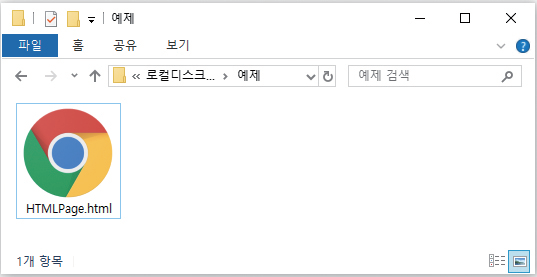 예제
파일 홈 공유 보기
« 로컬디스크... > 예제 예제 검색
HTMLPage.html
1개 항목